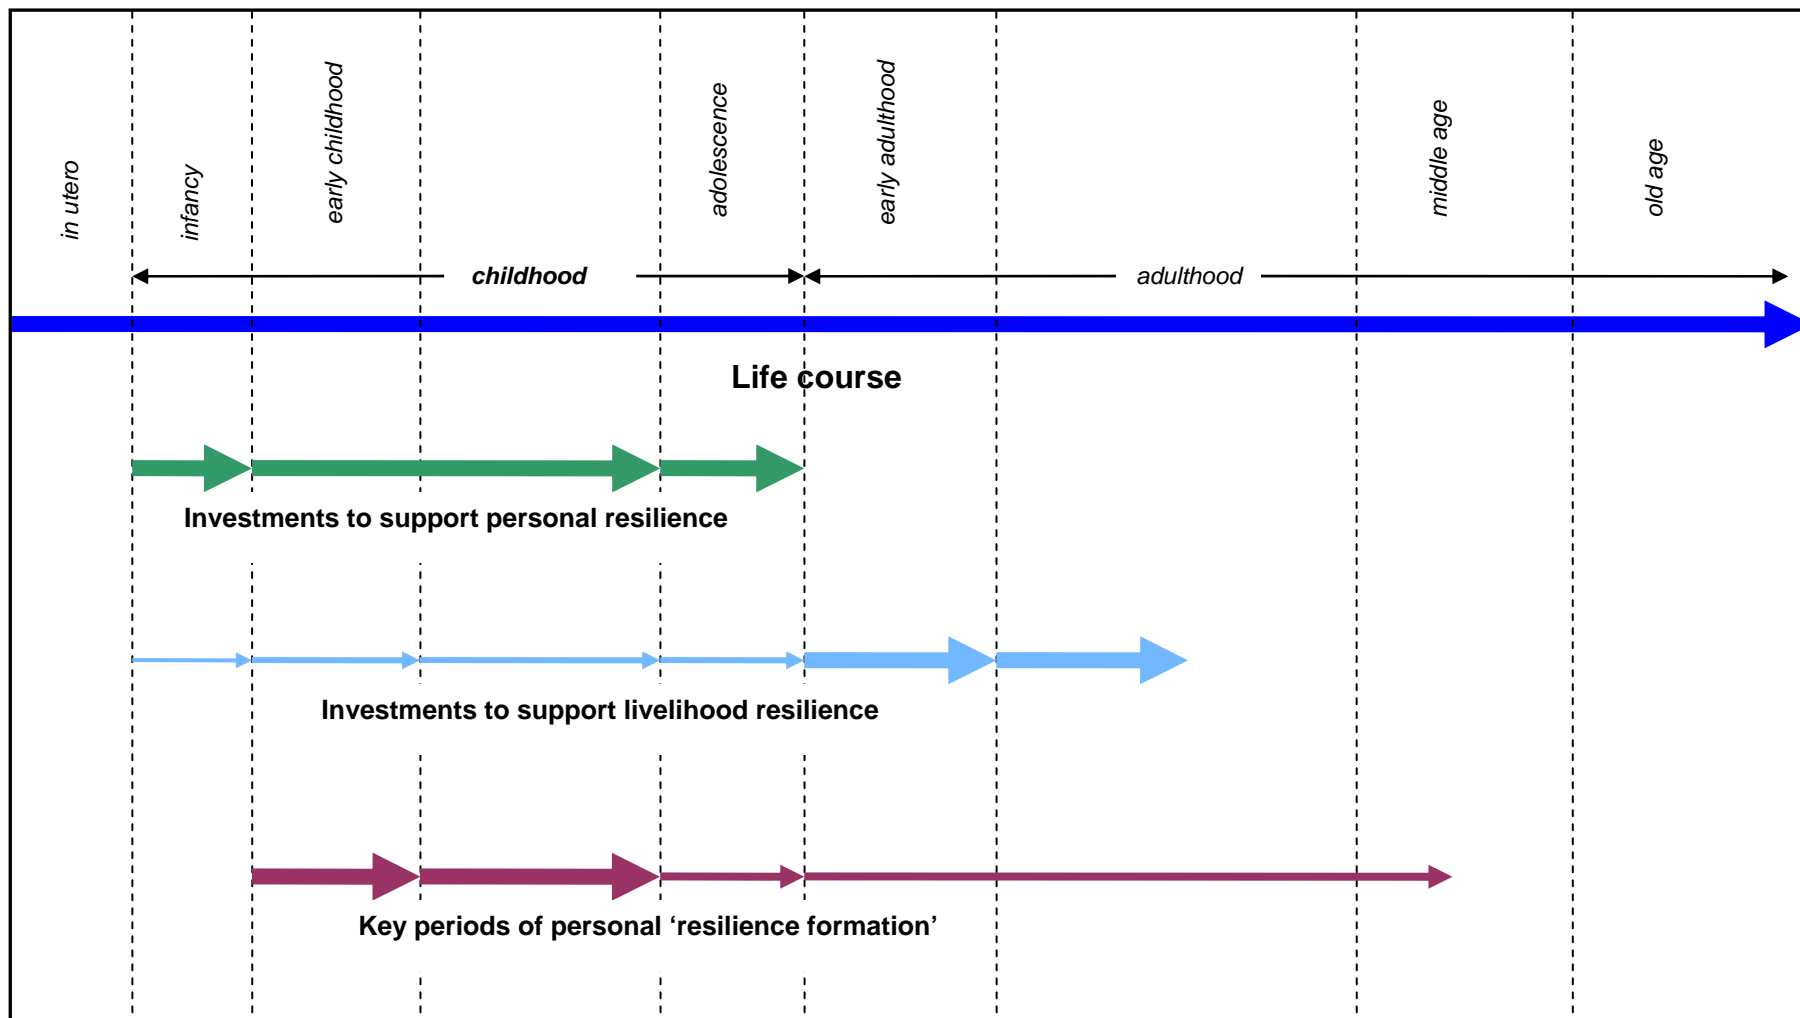 in utero
infancy
early childhood
adolescence
early adulthood
middle age
old age
childhood
adulthood
Life course
Investments to support personal resilience
Investments to support livelihood resilience
Key periods of personal ‘resilience formation’